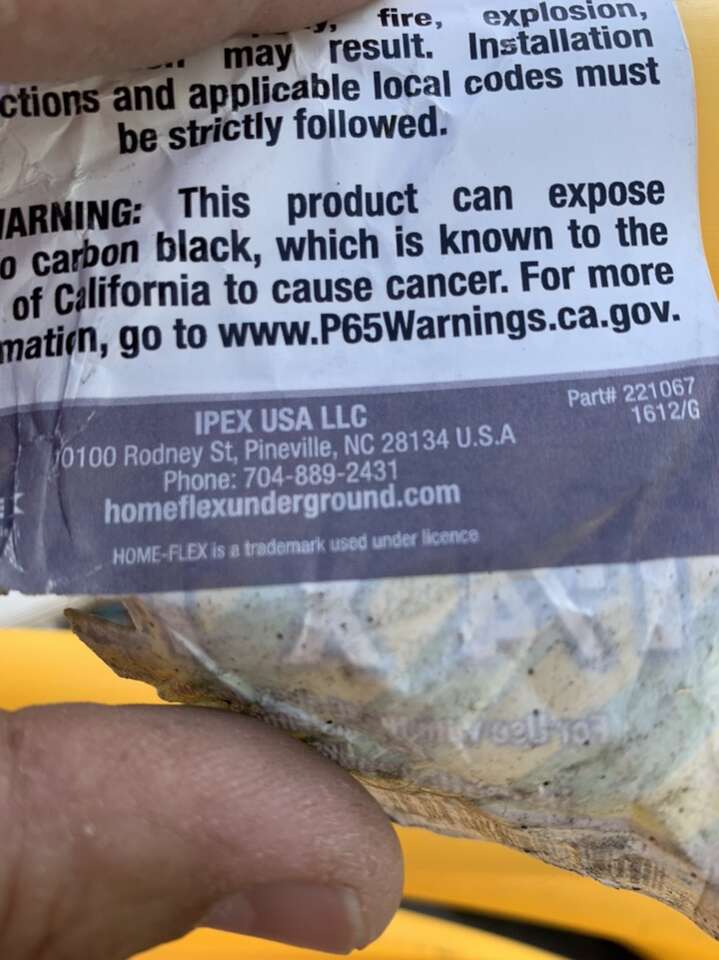 fire, explosion,
may result. Installation
ctions and applicable local codes must
be strictly followed.
ARNING: This product can expose
o carbon black, which is known to the
of California to cause cancer. For more
mation, go to www.P65Warnings.ca.gov.
IPEX USA LLC
10100 Rodney St, Pineville, NC 28134 U.S.A
Phone: 704-889-2431
homeflexunderground.com
HOME-FLEX is a trademark used under licence
Part# 221067
1612/G